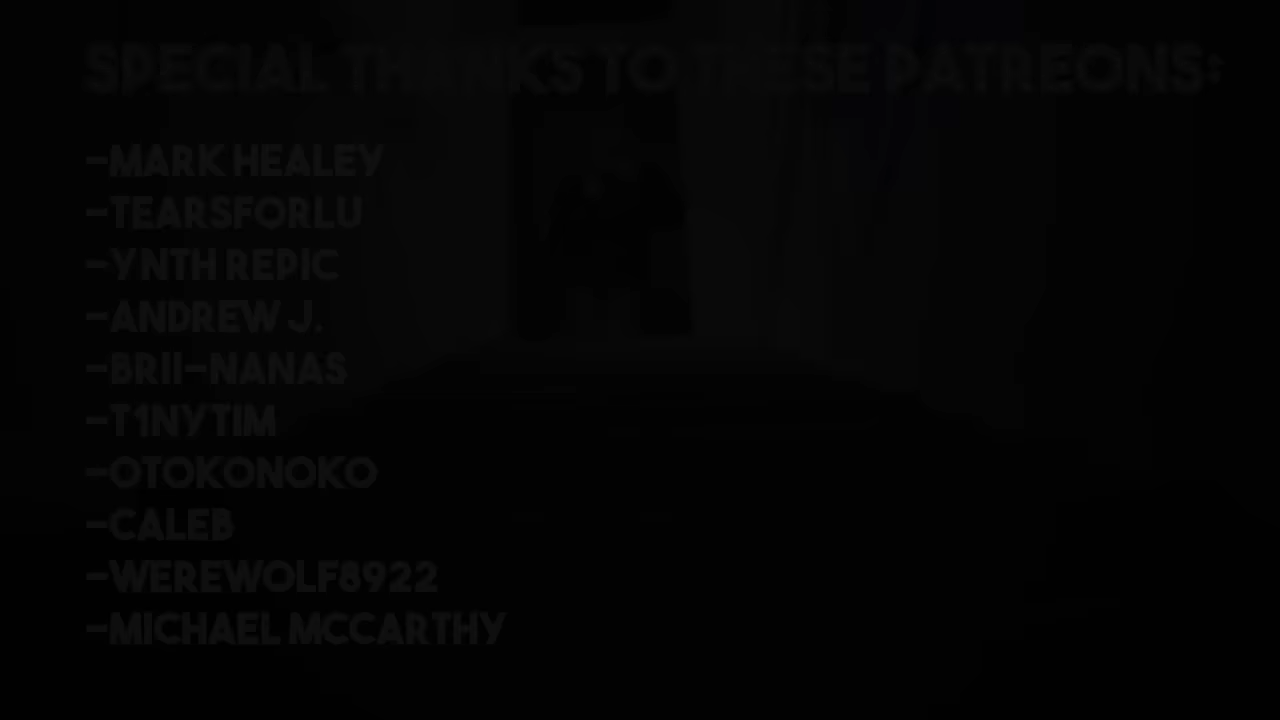 SPECIAL THANKS TO THESE PATREONS:
-MARK HEALEY
-TEARSFORLU
-YNTH REPIC
-ANDREW J.
-BRII-NANAS
-T1NYTIM
-OTOKONOKO
-CALEB
-WEREWOLF8922
-MICHAEL MCCARTHY